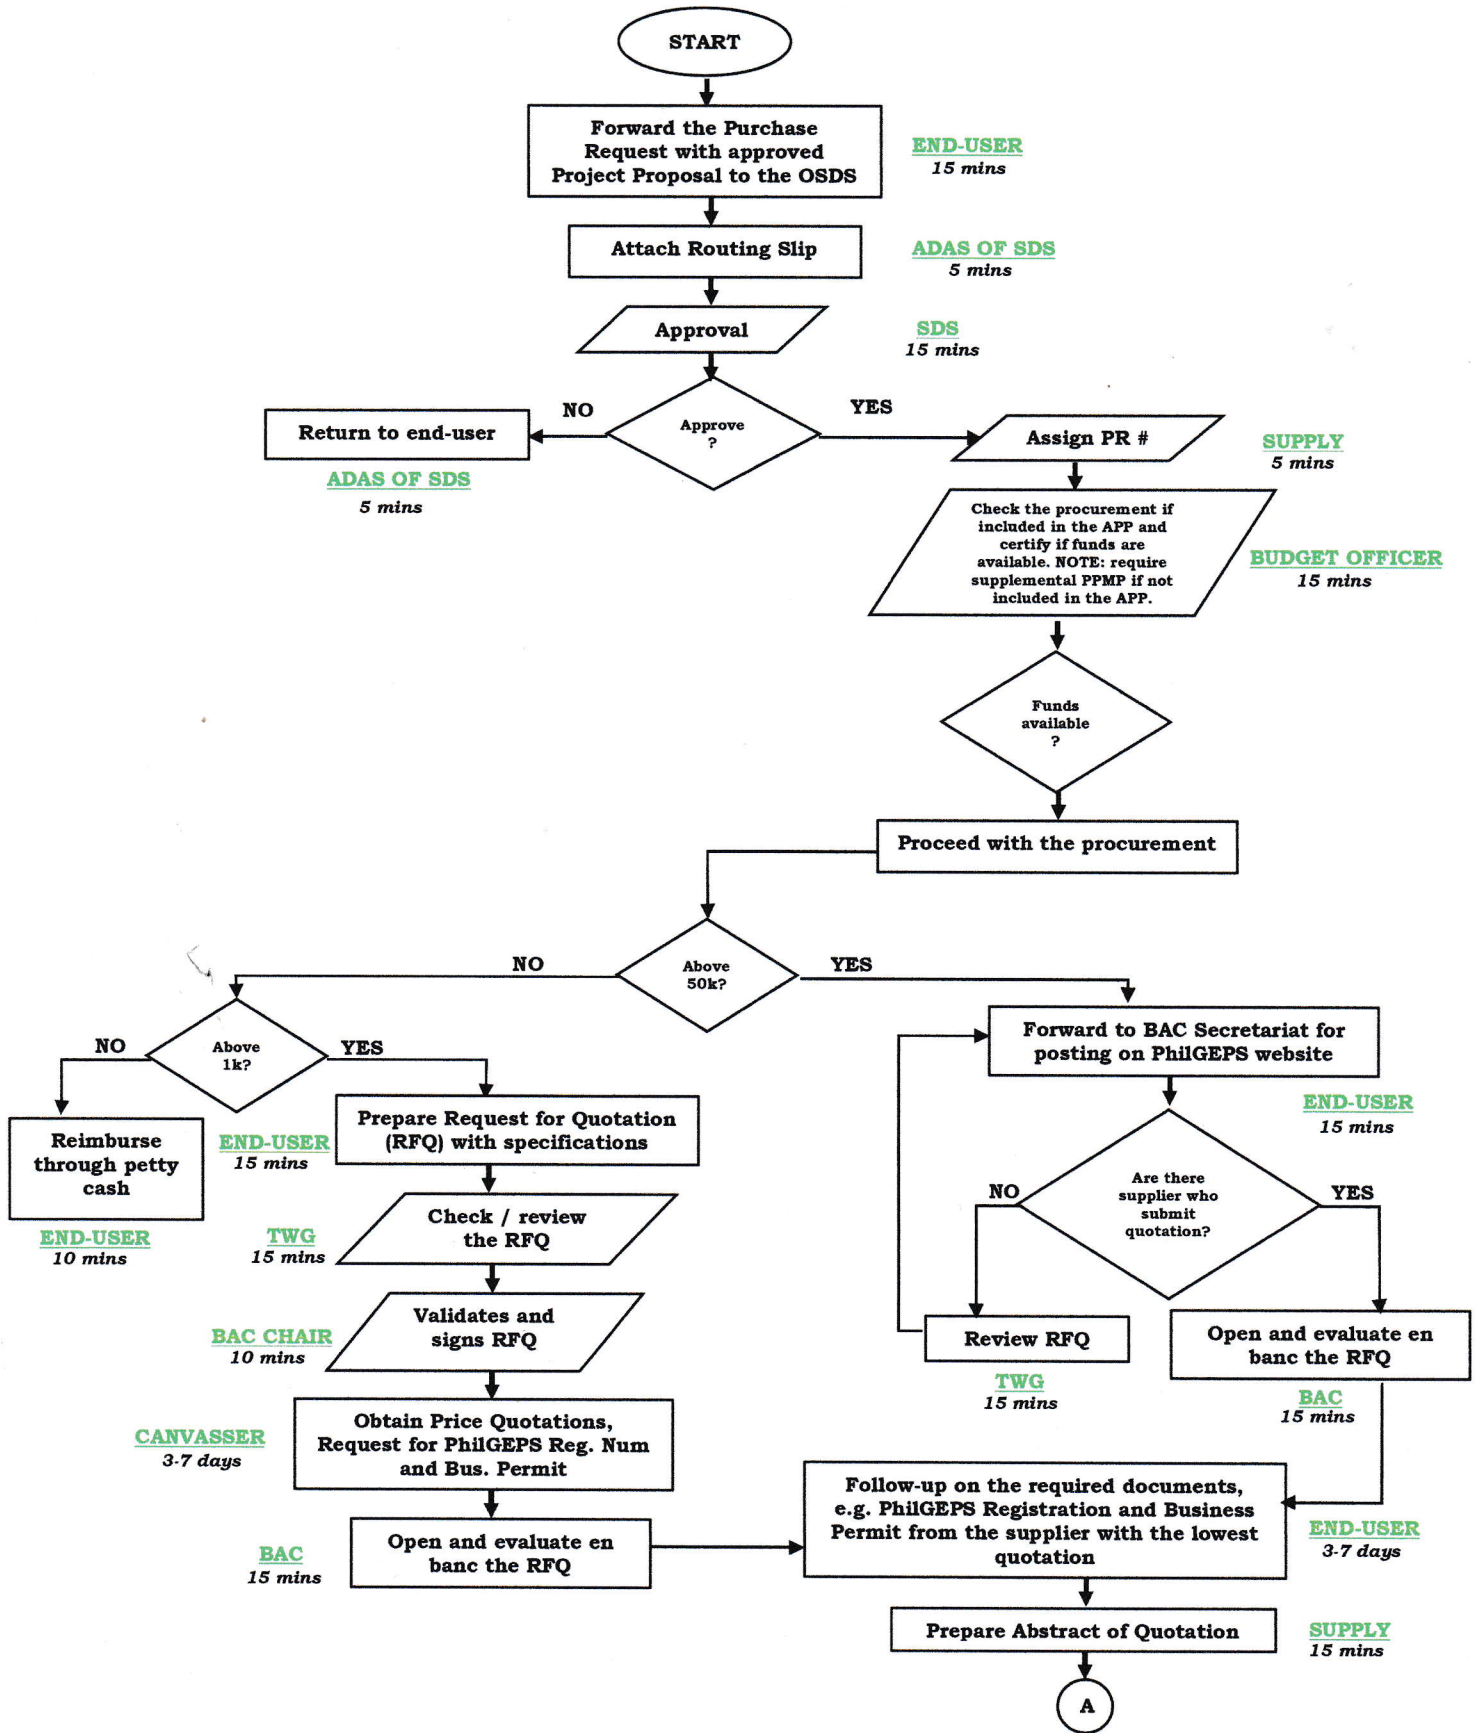 START
Forward the Purchase
Request with approved
Project Proposal to the OSDS
END-USER
15 mins
Attach Routing Slip
ADAS OF SDS
5 mins
Approval
SDS
15 mins
Approve
?
NO
YES
Return to end-user
ADAS OF SDS
5 mins
Assign PR #
SUPPLY
5 mins
Check the procurement if
included in the APP and
certify if funds are
available. NOTE: require
supplemental PPMP if not
included in the APP.
BUDGET OFFICER
15 mins
Funds
available
?
Proceed with the procurement
Above
50k?
NO
YES
Above
1k?
NO
YES
Reimburse
through petty
cash
END-USER
10 mins
Prepare Request for Quotation
(RFQ) with specifications
END-USER
15 mins
Check / review
the RFQ
TWG
15 mins
Validates and
signs RFQ
BAC CHAIR
10 mins
Obtain Price Quotations,
Request for PhilGEPS Reg. Num
and Bus. Permit
CANVASSER
3-7 days
Open and evaluate en
banc the RFQ
BAC
15 mins
Forward to BAC Secretariat for
posting on PhilGEPS website
END-USER
15 mins
Are there
supplier who
submit
quotation?
NO
YES
Review RFQ
TWG
15 mins
Open and evaluate en
banc the RFQ
BAC
15 mins
Follow-up on the required documents,
e.g. PhilGEPS Registration and Business
Permit from the supplier with the lowest
quotation
END-USER
3-7 days
Prepare Abstract of Quotation
SUPPLY
15 mins
A